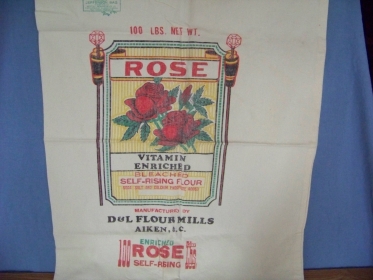 100 LBS. NET WT.
ROSE
VITAMIN
ENRICHED
BLEACHED
SELF-RISING FLOUR
MANUFACTURED BY
D&L FLOUR MILLS
AIKEN, S.C.
ENRICHED
100 ROSE
SELF-RISING